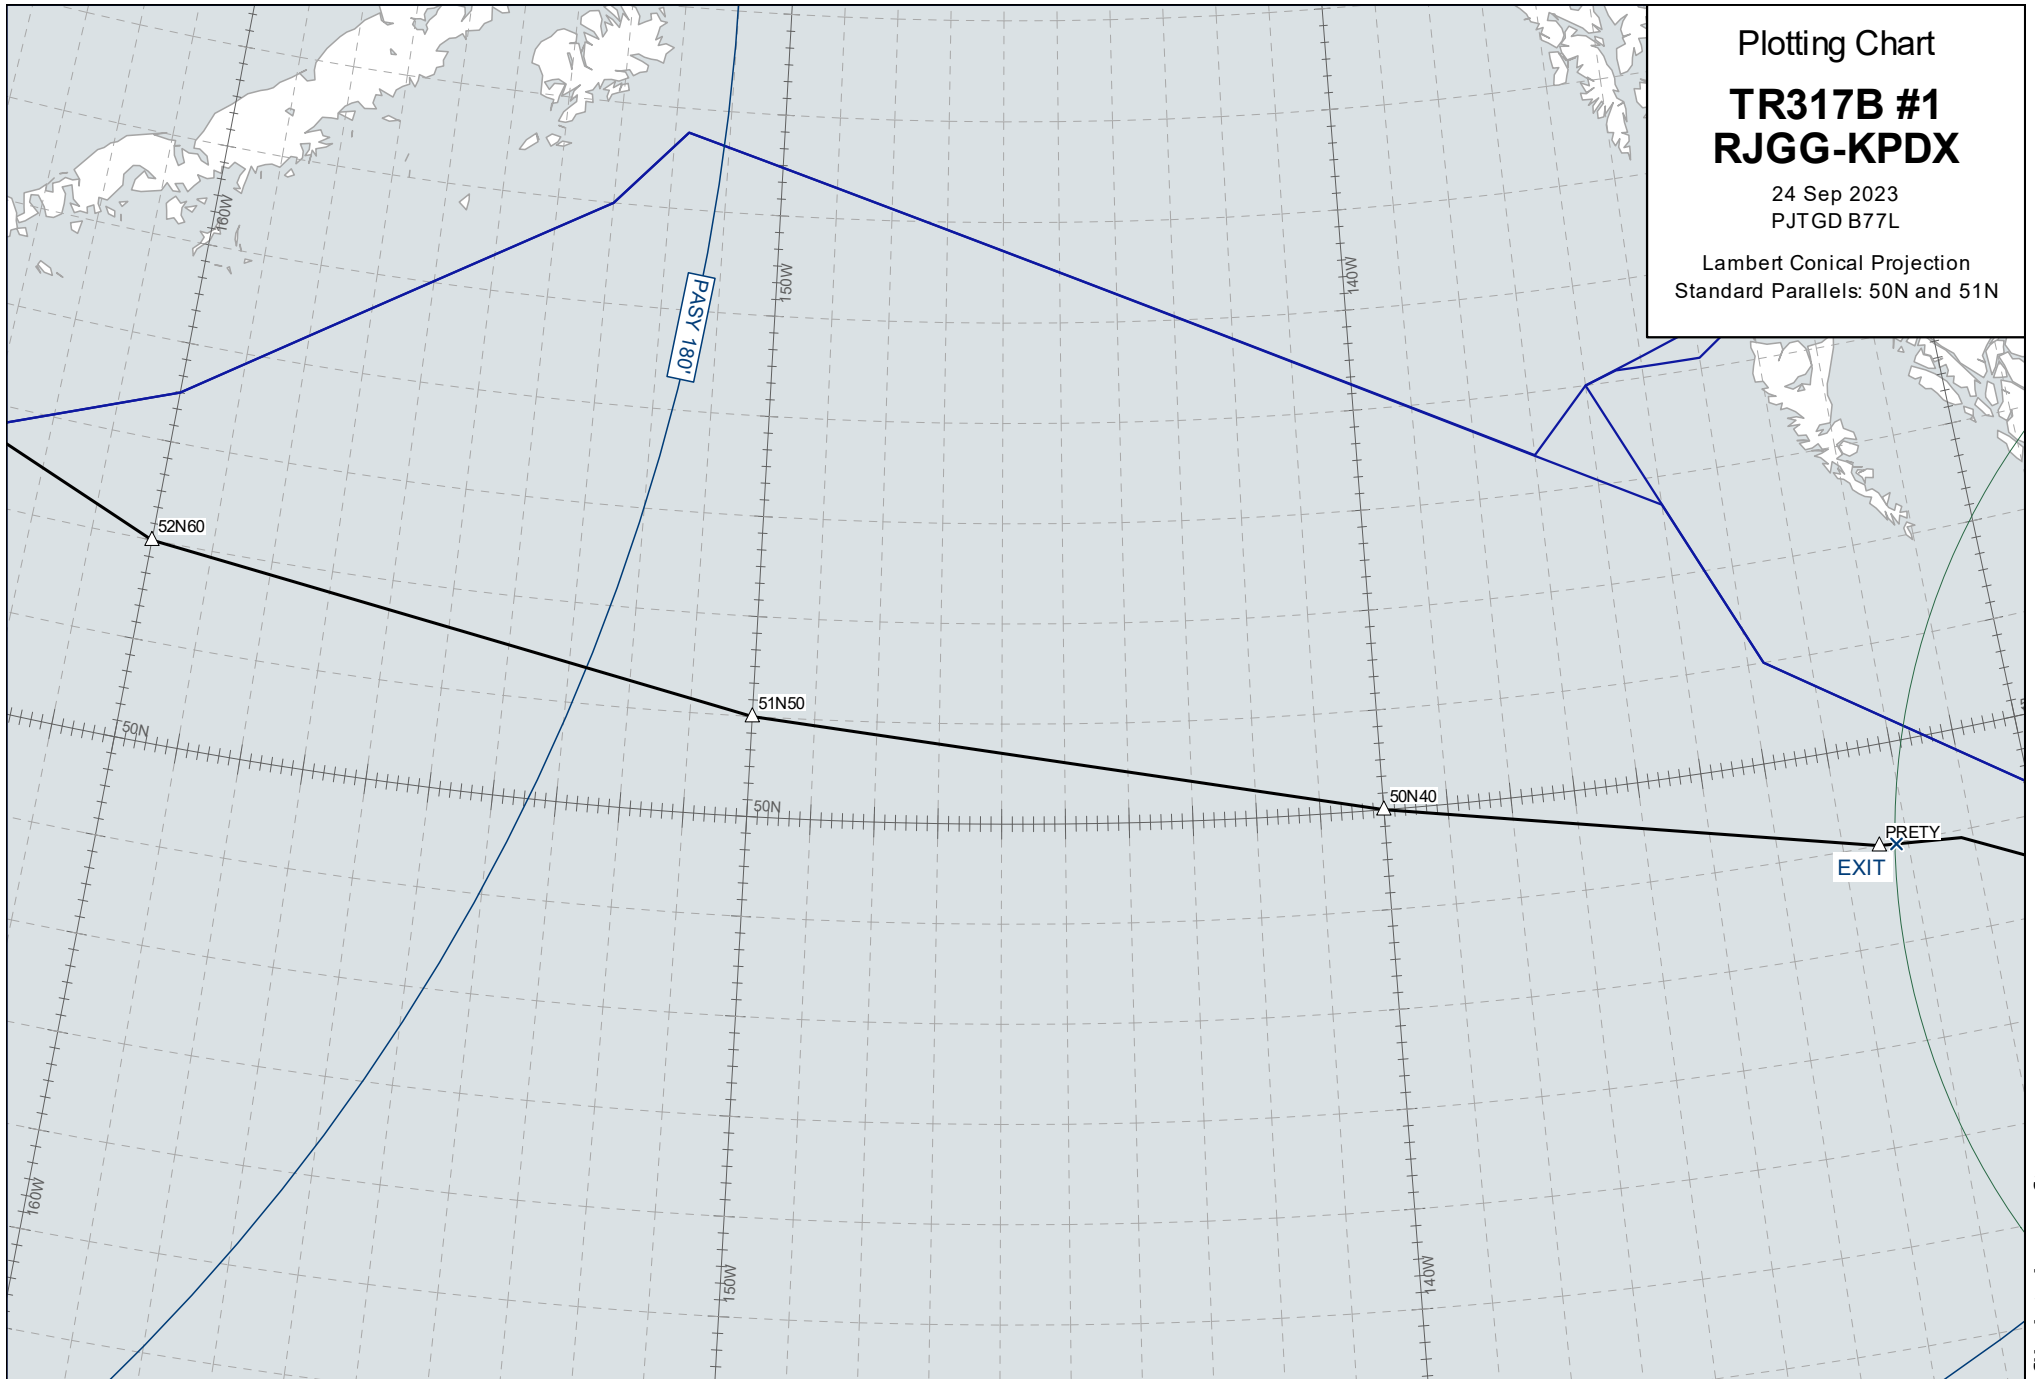 Plotting Chart
TR317B #1
RJGG-KPDX
24 Sep 2023
PJTGD B77L
Lambert Conical Projection
Standard Parallels: 50N and 51N
160W
150W
140W
PASY 180'
52N60
51N50
50N
50N
50N40
PRETY
EXIT
160W
150W
140W